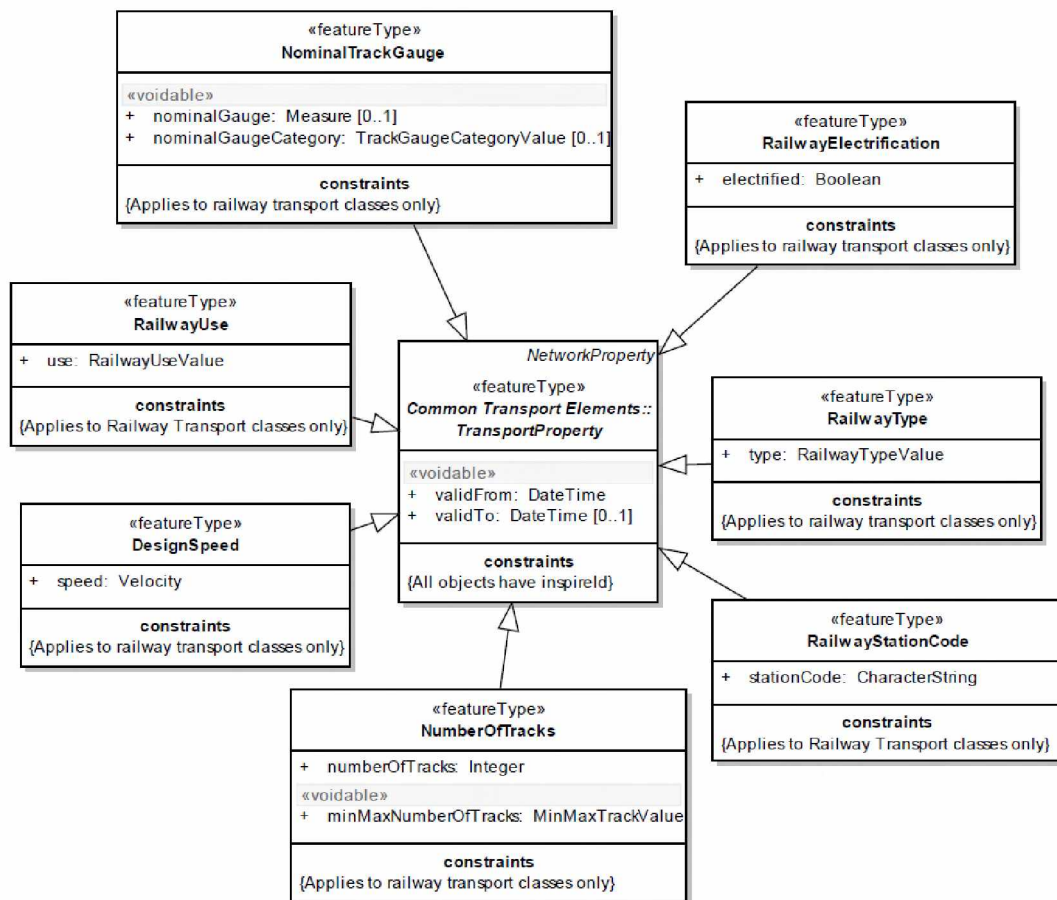 «featureType»
NominalTrackGauge
«voidable»
+ nominalGauge: Measure [0..1]
+ nominalGaugeCategory: TrackGaugeCategoryValue [0..1]
constraints
{Applies to railway transport classes only}
«featureType»
RailwayElectrification
+ electrified: Boolean
constraints
{Applies to railway transport classes only}
«featureType»
RailwayUse
+ use: RailwayUseValue
constraints
{Applies to Railway Transport classes only}
NetworkProperty
«featureType»
Common Transport Elements::
TransportProperty
«voidable»
+ validFrom: DateTime
+ validTo: DateTime [0..1]
constraints
{All objects have inspireId}
«featureType»
RailwayType
+ type: RailwayTypeValue
constraints
{Applies to railway transport classes only}
«featureType»
DesignSpeed
+ speed: Velocity
constraints
{Applies to railway transport classes only}
«featureType»
RailwayStationCode
+ stationCode: CharacterString
constraints
{Applies to Railway Transport classes only}
«featureType»
NumberOfTracks
+ numberOfTracks: Integer
«voidable»
+ minMaxNumberOfTracks: MinMaxTrackValue
constraints
{Applies to railway transport classes only}